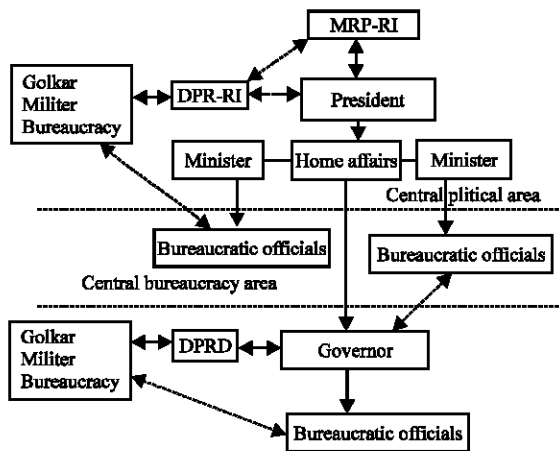 MRP-RI
Golkar
Militer
Bureaucracy
DPR-RI
President
Minister
Home affairs
Minister
Central plitical area
Bureaucratic officials
Bureaucratic officials
Central bureaucracy area
Golkar
Militer
Bureaucracy
DPRD
Governor
Bureaucratic officials